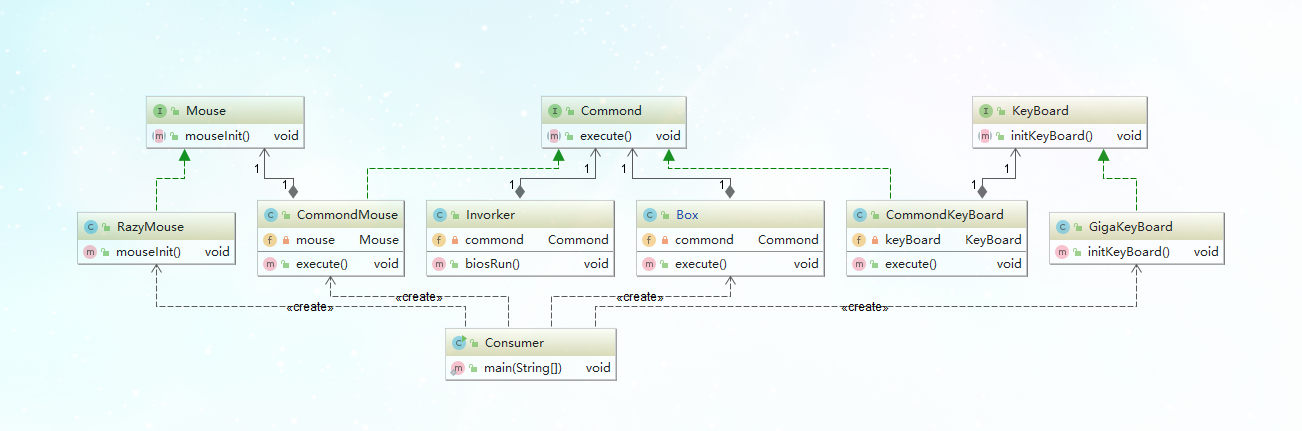 Mouse
mouseInit() void
Commond
execute() void
KeyBoard
initKeyBoard() void
1
1
1
1
1
1
1
1
RazyMouse
mouseInit() void
CommondMouse
mouse Mouse
execute() void
Invorker
commond Commond
biosRun() void
Box
commond Commond
execute() void
CommondKeyBoard
keyBoard KeyBoard
execute() void
GigaKeyBoard
initKeyBoard() void
«create»
«create»
«create»
«create»
Consumer
main(String[]) void